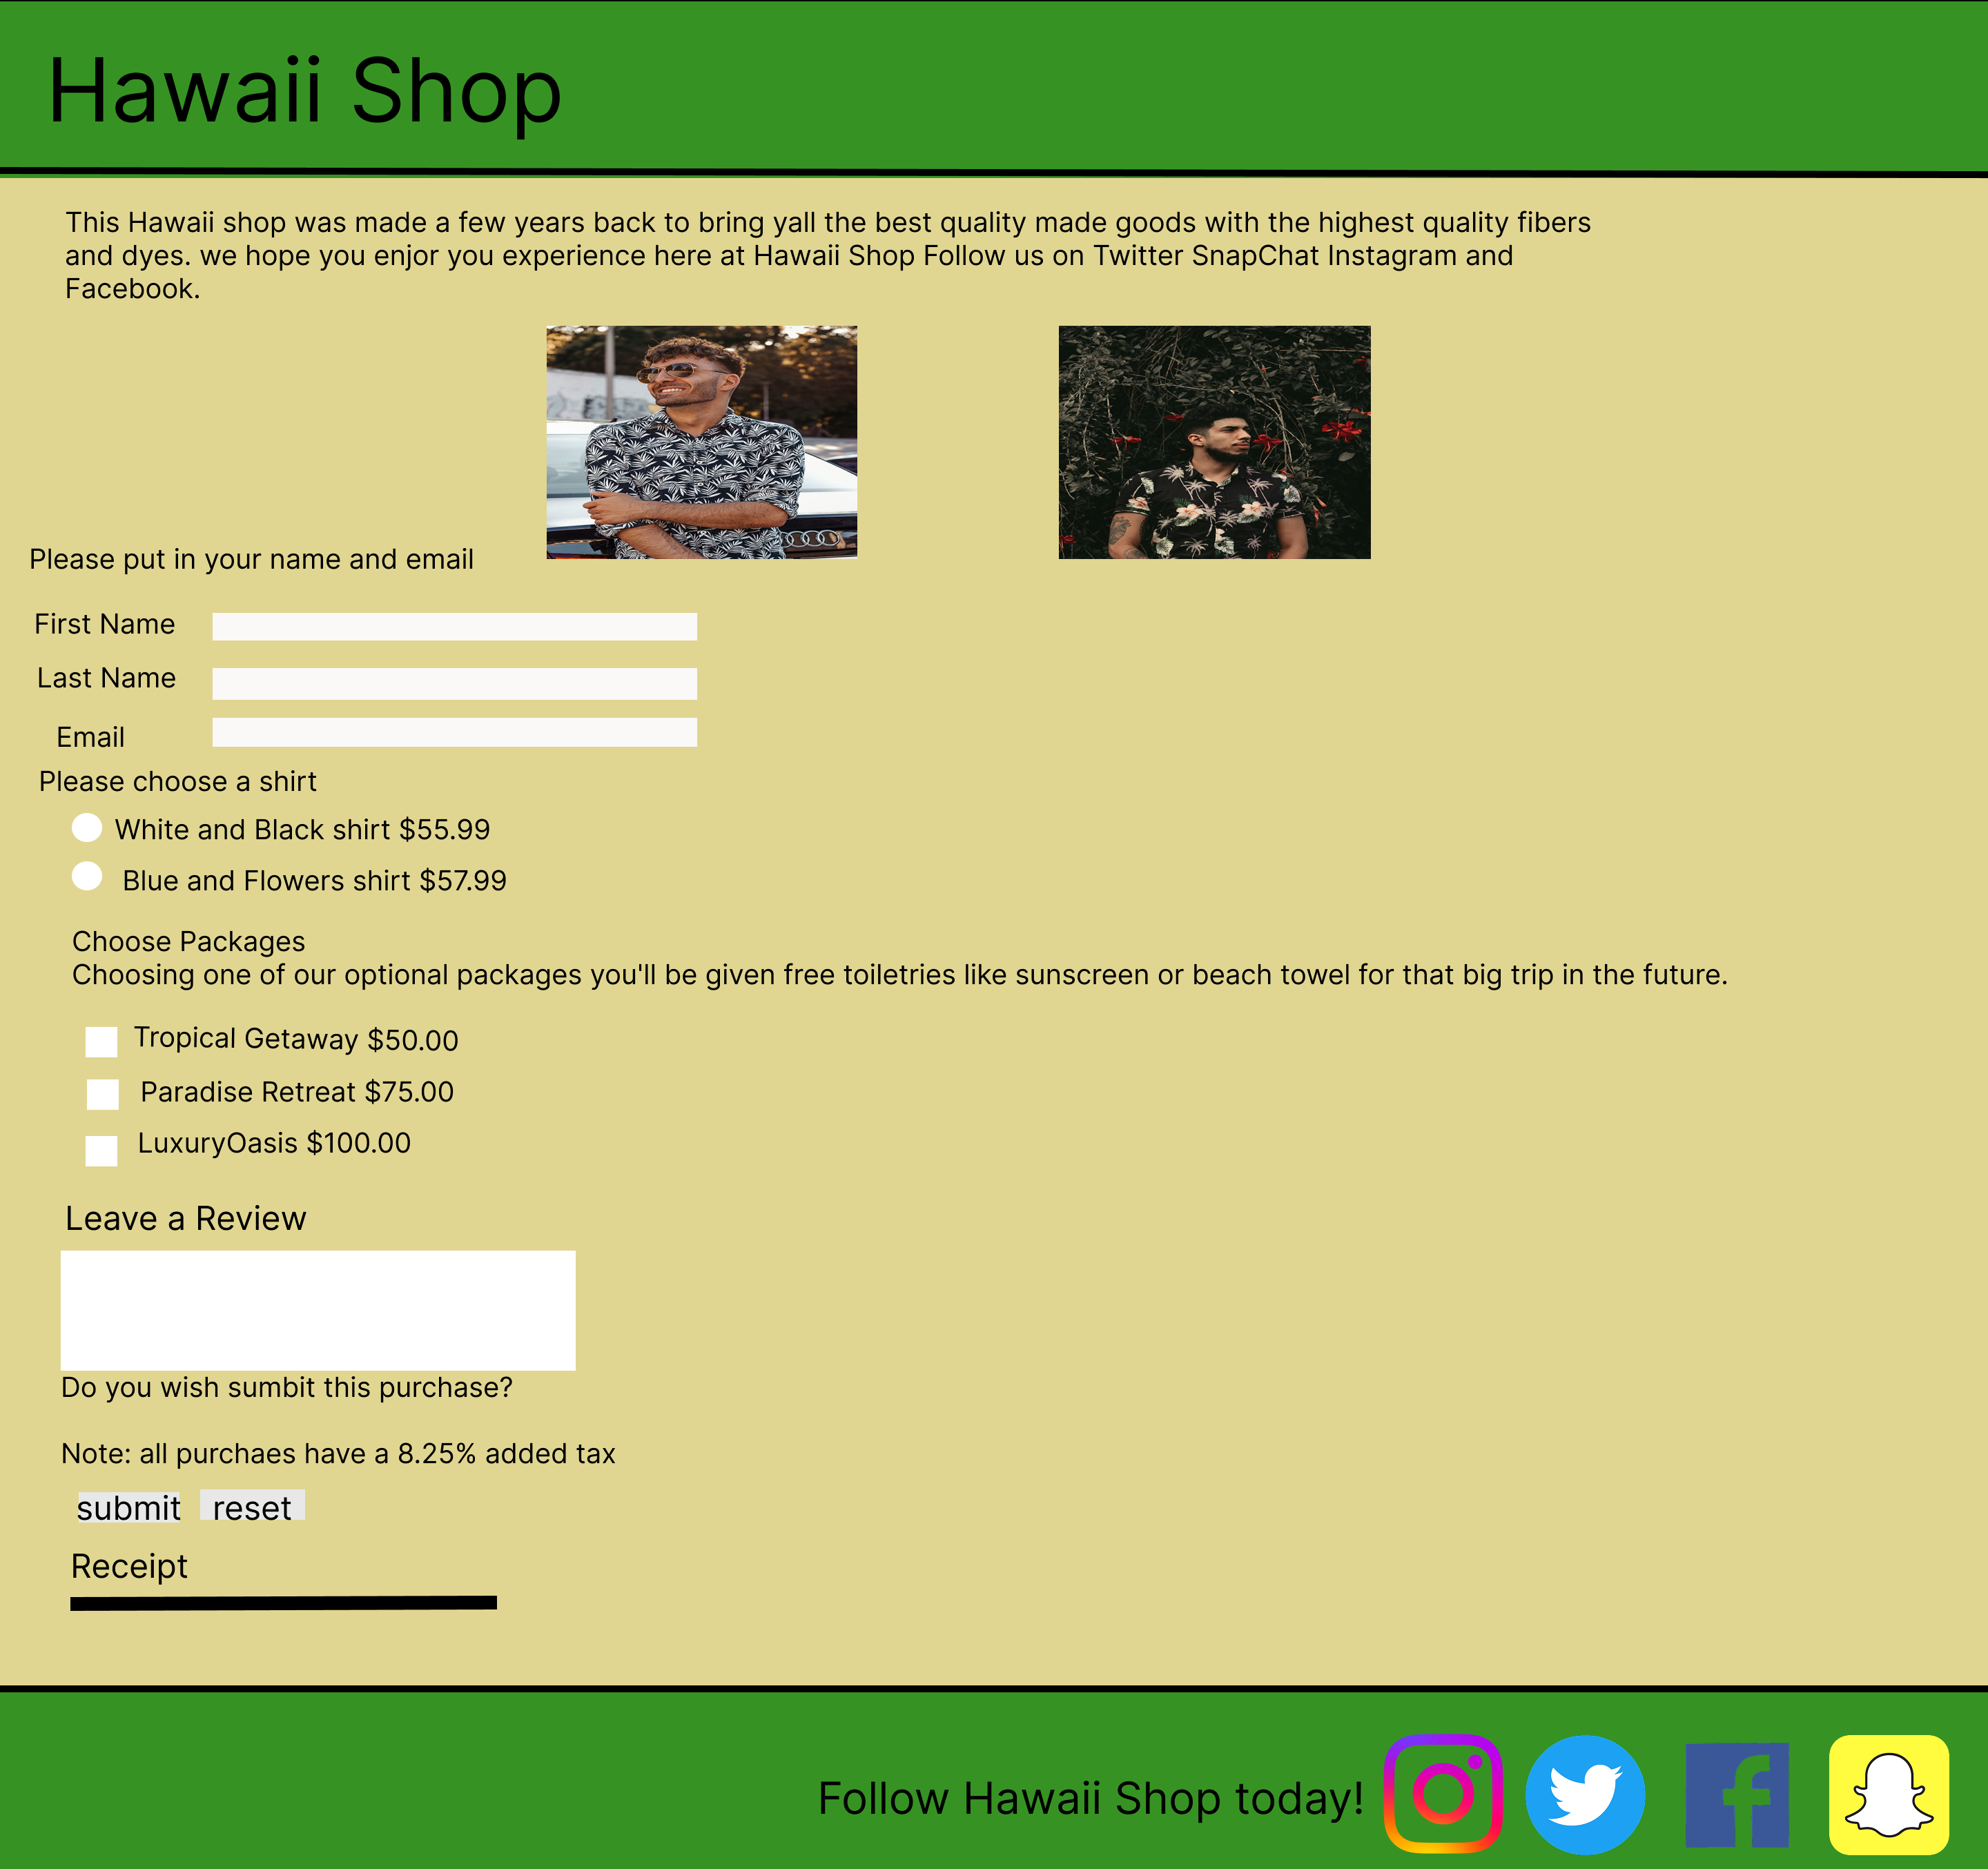 Hawaii Shop
This Hawaii shop was made a few years back to bring yall the best quality made goods with the highest quality fibers
and dyes. we hope you enjor you experience here at Hawaii Shop Follow us on Twitter SnapChat Instagram and
Facebook.
Please put in your name and email
First Name
Last Name
Email
Please choose a shirt
White and Black shirt $55.99
Blue and Flowers shirt $57.99
Choose Packages
Choosing one of our optional packages you'll be given free toiletries like sunscreen or beach towel for that big trip in the future.
Tropical Getaway $50.00
Paradise Retreat $75.00
LuxuryOasis $100.00
Leave a Review
Do you wish sumbit this purchase?
Note: all purchaes have a 8.25% added tax
submit reset
Receipt
Follow Hawaii Shop today!